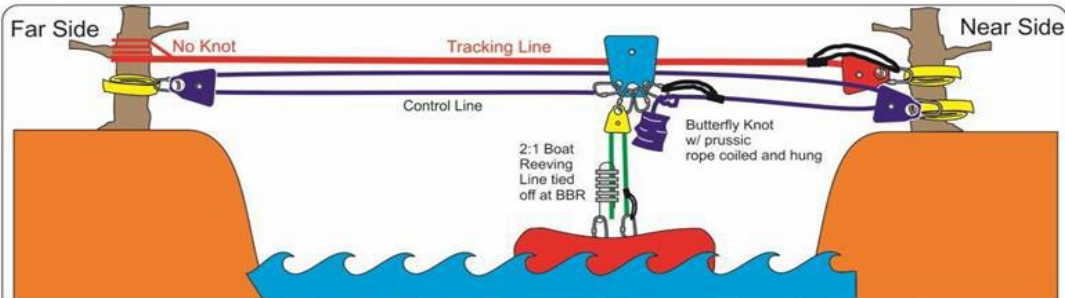 Far Side
Near Side
No Knot
Tracking Line
Control Line
Butterfly Knot
w/ prussic
rope coiled and hung
2:1 Boat
Reeving
Line tied
off at BBR